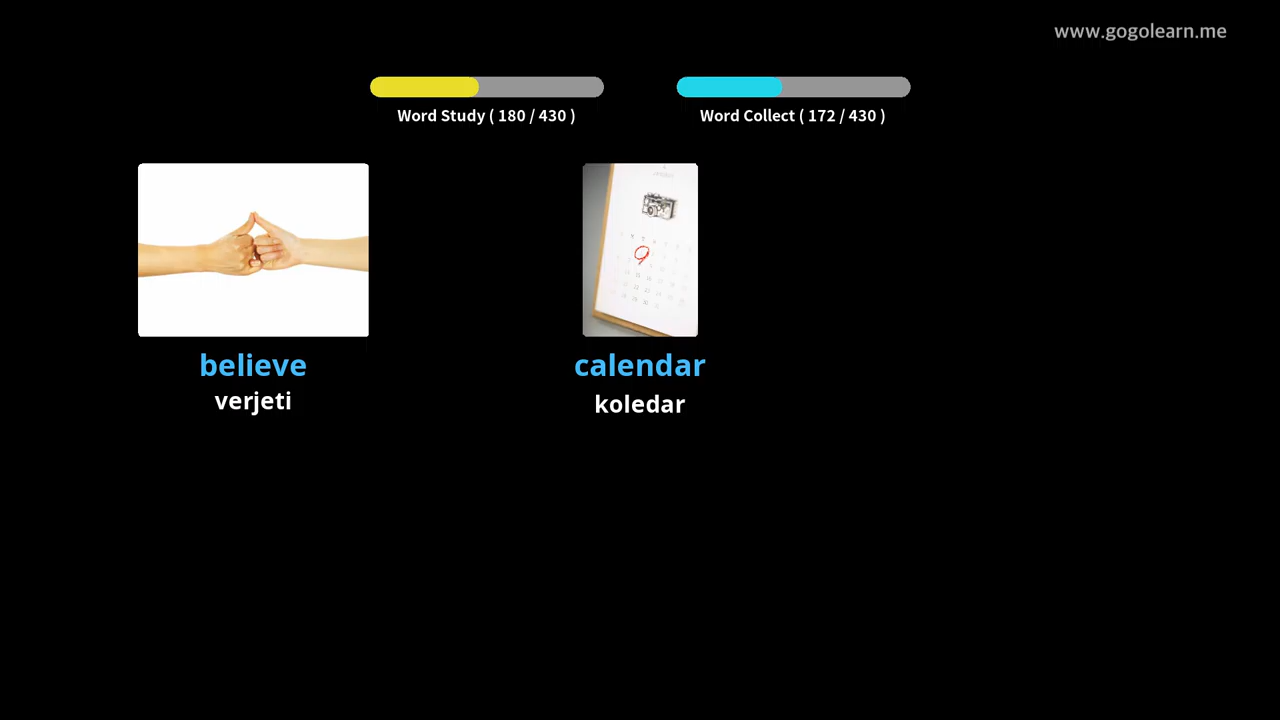 www.gogolearn.me
Word Study ( 180 / 430 )
Word Collect ( 172 / 430 )
believe
verjeti
calendar
koledar